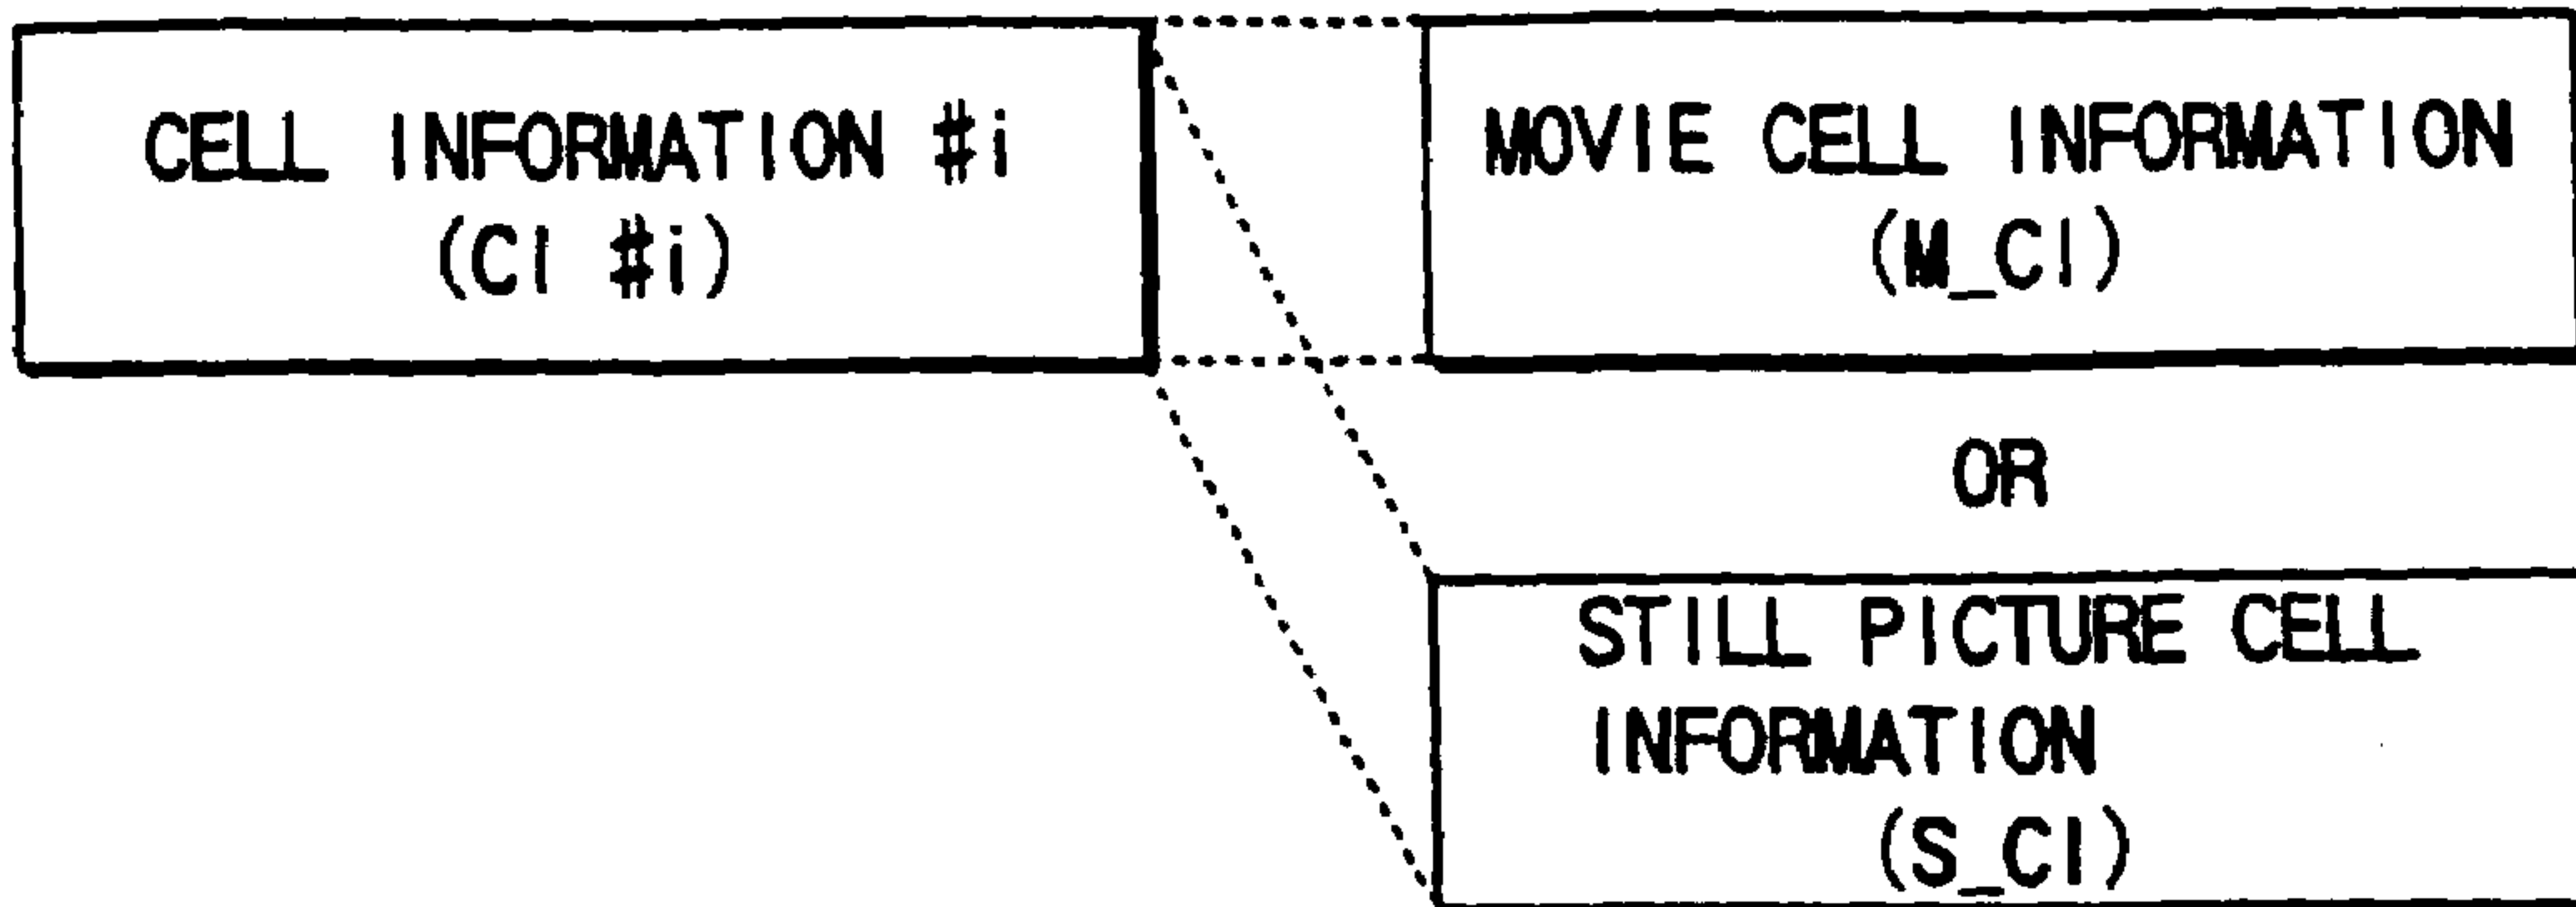 CELL INFORMATION #i
(CI #i)
MOVIE CELL INFORMATION
(M_CI)
OR
STILL PICTURE CELL
INFORMATION
(S_CI)